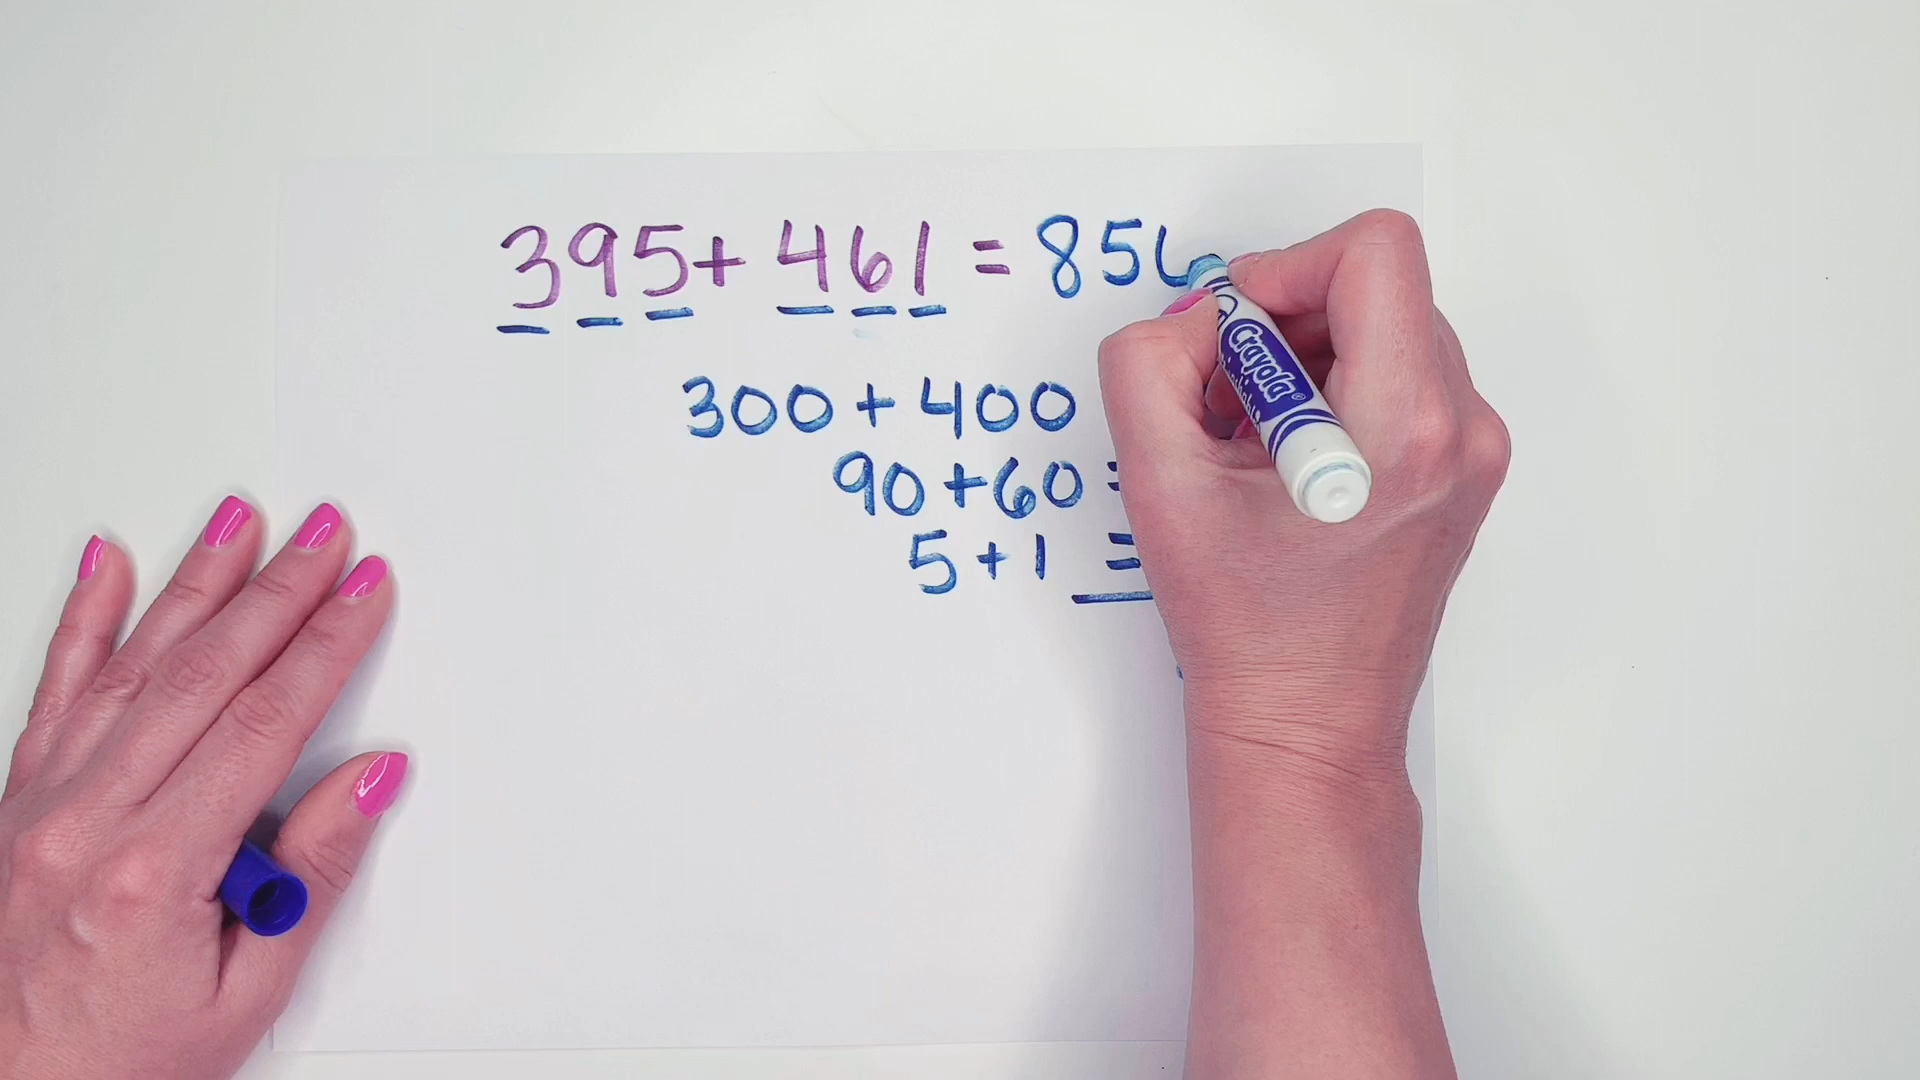 395 + 461 = 856
300 + 400
90 + 60 =
5 + 1 =
Crayola®